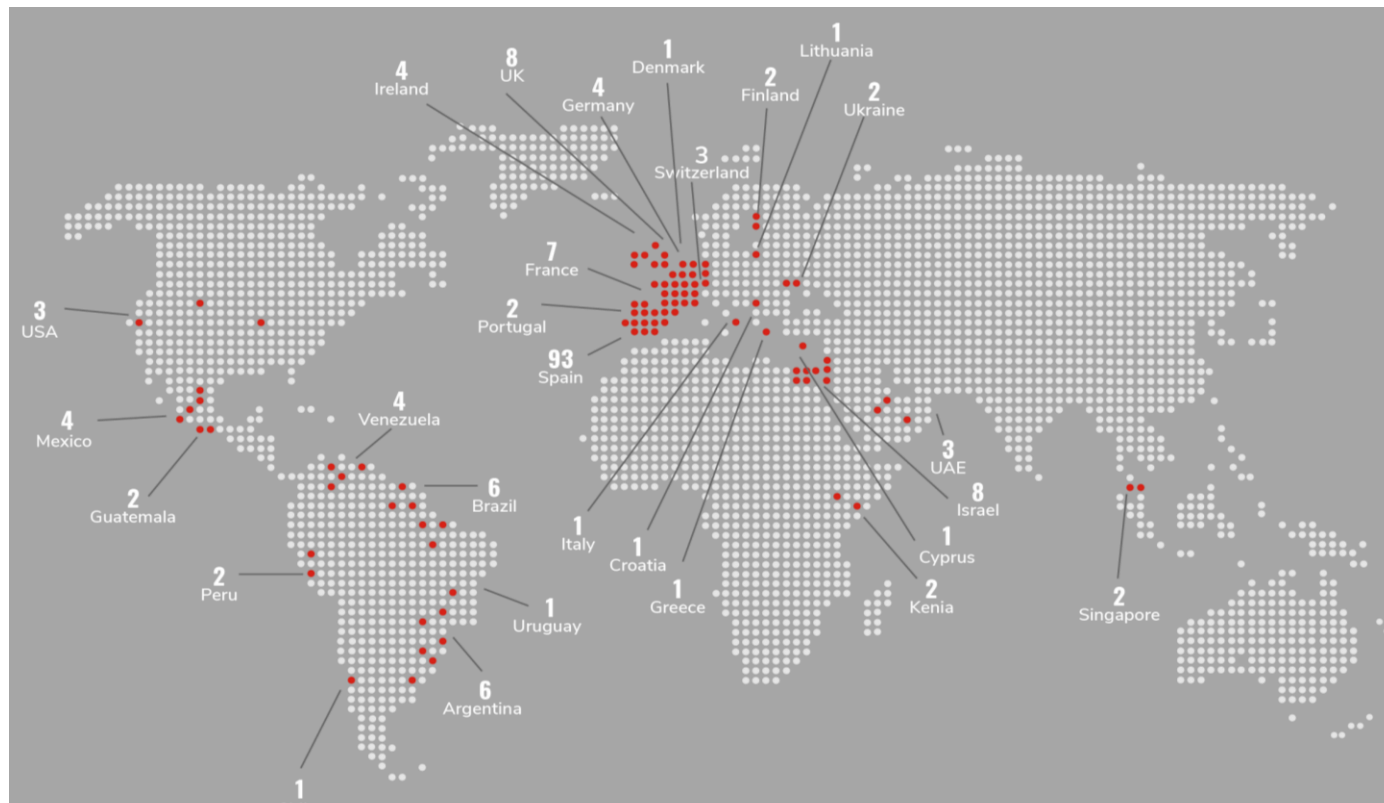 1
Lithuania
8
UK
1
Denmark
4
Ireland
2
Finland
4
Germany
2
Ukraine
3
Switzerland
7
France
3
USA
2
Portugal
93
Spain
4
Venezuela
4
Mexico
3
UAE
2
Guatemala
6
Brazil
8
Israel
1
Italy
1
Cyprus
1
Croatia
2
Peru
1
Greece
2
Kenia
2
Singapore
1
Uruguay
6
Argentina
1